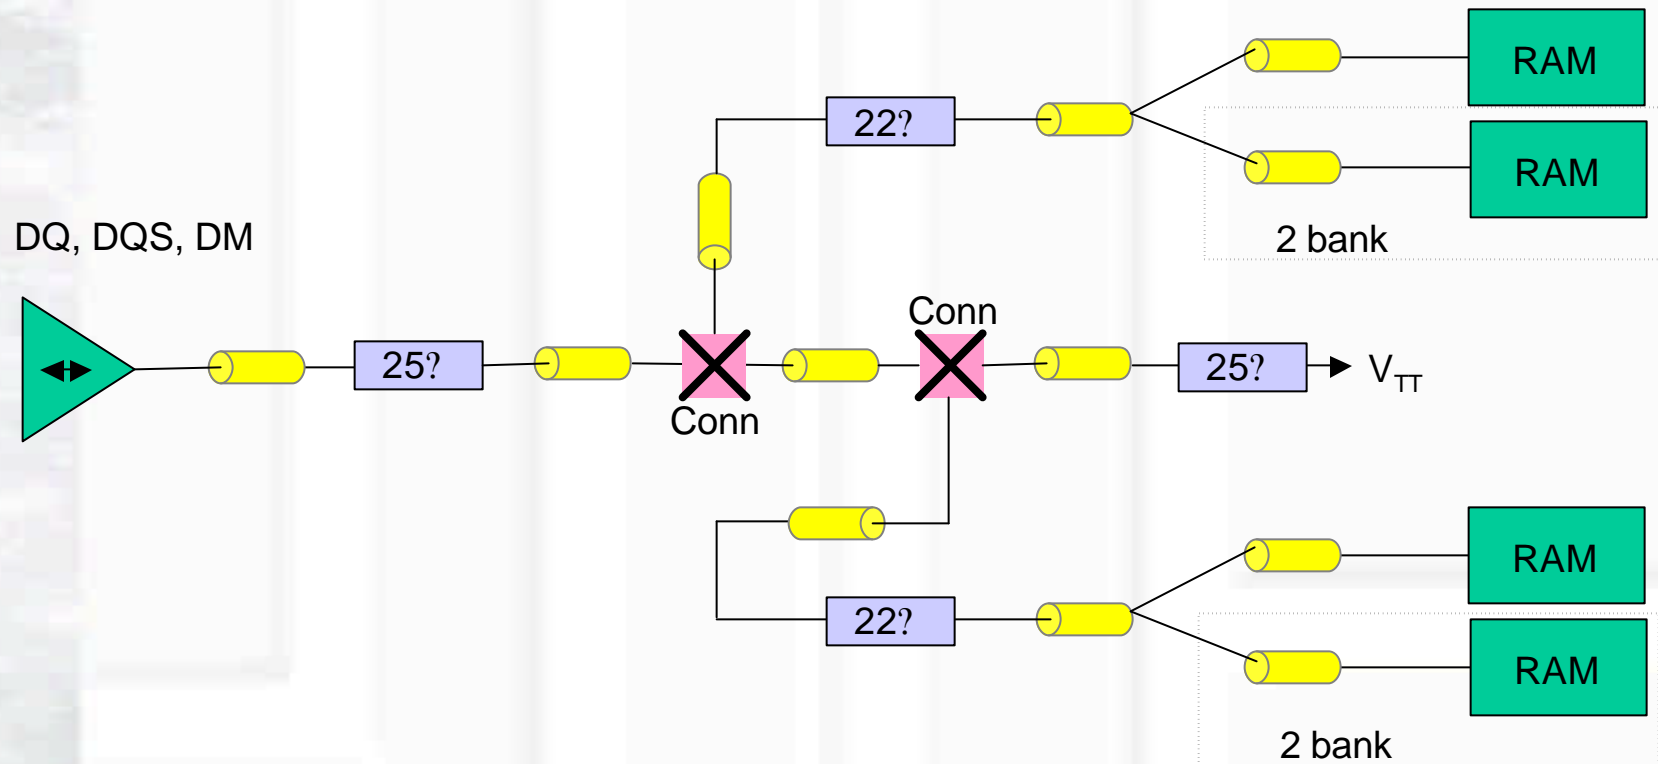 RAM
22?
RAM
DQ, DQS, DM
2 bank
Conn
25?
25?
VTT
Conn
RAM
22?
RAM
2 bank